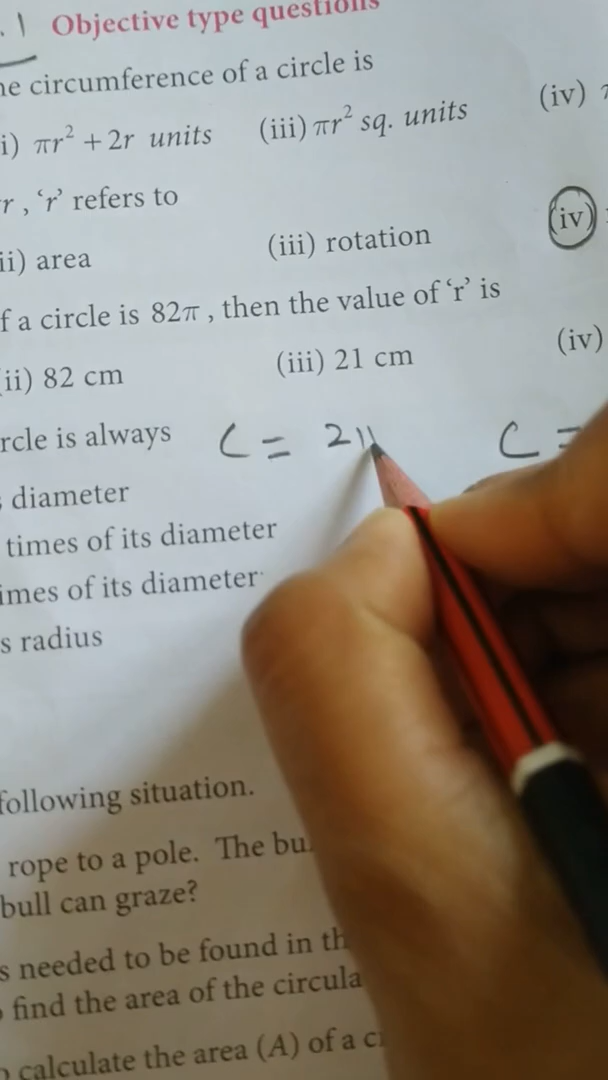 .1 Objective type questions
he circumference of a circle is
i) πr² + 2r units (iii) πr² sq. units (iv)
r , ‘r’ refers to
ii) area (iii) rotation (iv)
f a circle is 82π , then the value of ‘r’ is
ii) 82 cm (iii) 21 cm (iv)
rcle is always C = 2 C =
s diameter
times of its diameter
imes of its diameter
s radius
following situation.
rope to a pole. The bu
bull can graze?
s needed to be found in th
find the area of the circula
calculate the area (A) of a c